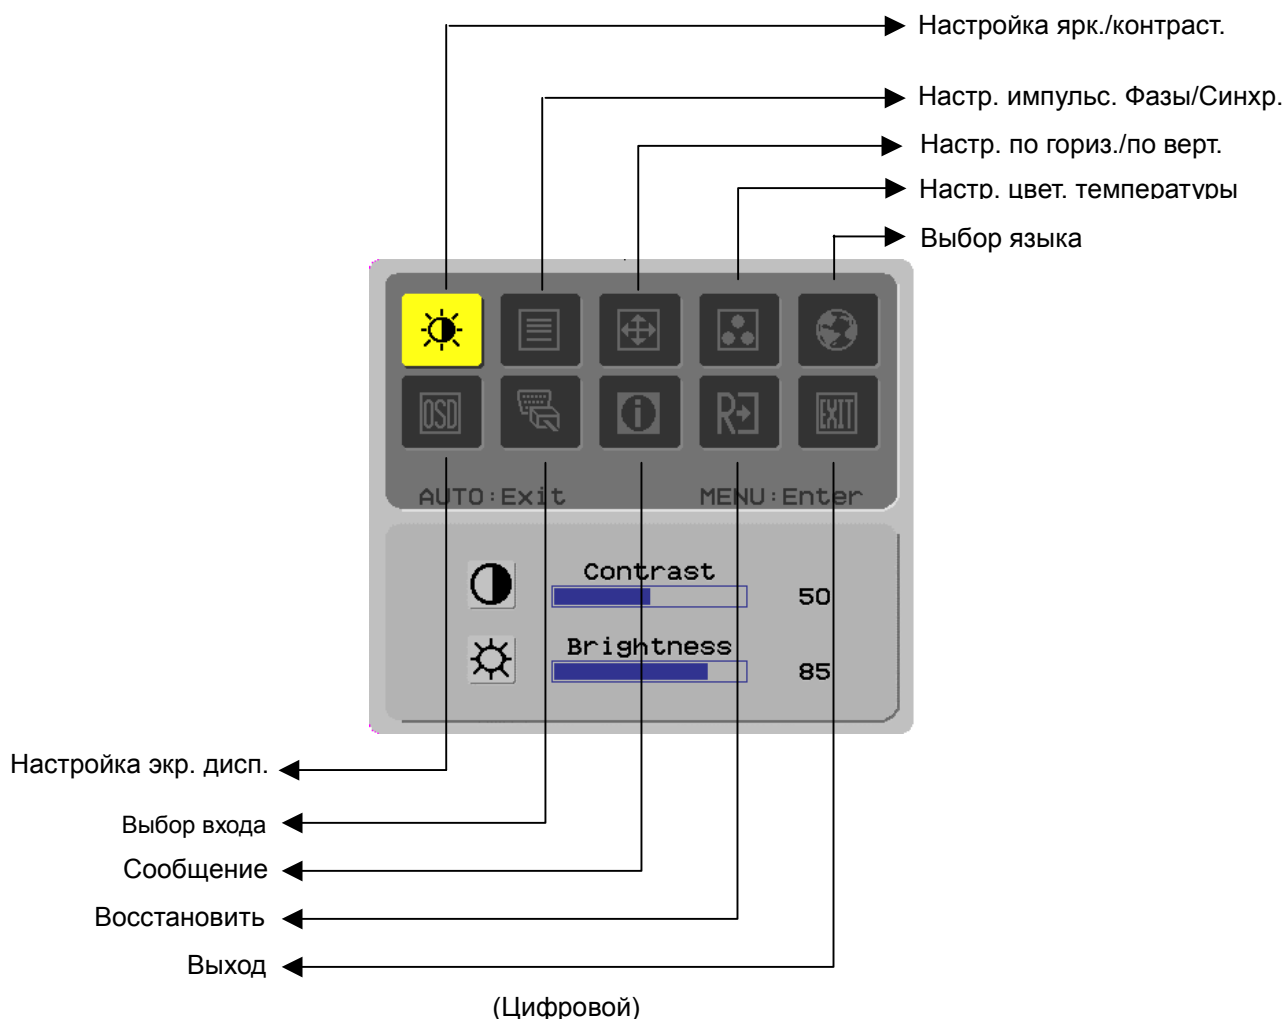 Настройка ярк./контраст.
Настр. импульс. Фазы/Синхр.
Настр. по гориз./по верт.
Настр. цвет. температуры
Выбор языка
OSD
R
EXIT
AUTO:Exit MENU:Enter
Contrast
50
Brightness
85
Настройка экр. дисп.
Выбор входа
Сообщение
Восстановить
Выход
(Цифровой)